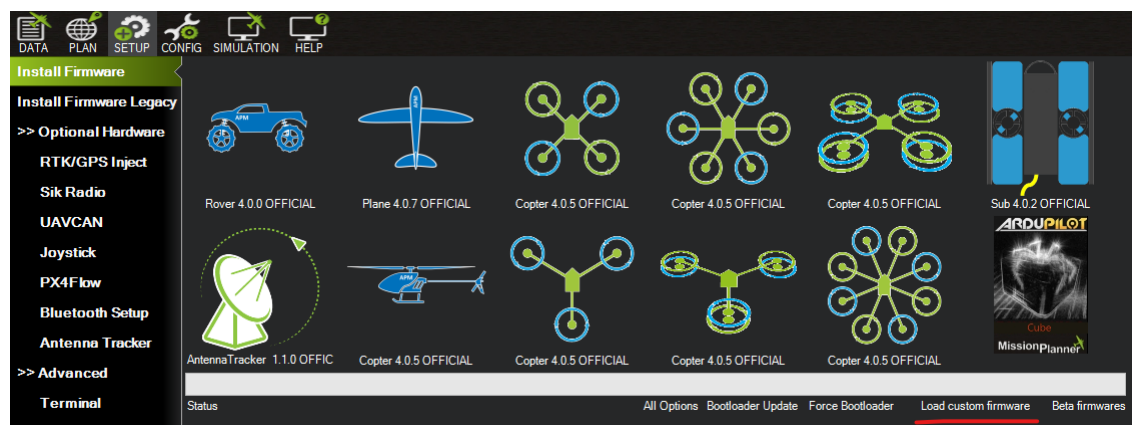 DATA PLAN SETUP CONFIG SIMULATION HELP
Install Firmware
Install Firmware Legacy
>> Optional Hardware
RTK/GPS Inject
Sik Radio
UAVCAN
Joystick
PX4Flow
Bluetooth Setup
Antenna Tracker
>> Advanced
Terminal
APM
APM
Rover 4.0.0 OFFICIAL
Plane 4.0.7 OFFICIAL
Copter 4.0.5 OFFICIAL
Copter 4.0.5 OFFICIAL
Copter 4.0.5 OFFICIAL
Sub 4.0.2 OFFICIAL
APM
ARDUPILOT
Cube
MissionPlanner
AntennaTracker 1.1.0 OFFIC
Copter 4.0.5 OFFICIAL
Copter 4.0.5 OFFICIAL
Copter 4.0.5 OFFICIAL
Copter 4.0.5 OFFICIAL
Status
All Options Bootloader Update Force Bootloader Load custom firmware Beta firmwares